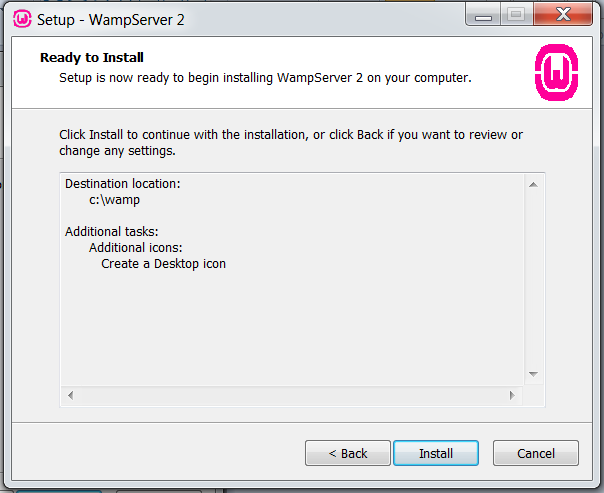 Setup - WampServer 2
Ready to Install
Setup is now ready to begin installing WampServer 2 on your computer.
Click Install to continue with the installation, or click Back if you want to review or
change any settings.
Destination location:
c:\wamp
Additional tasks:
Additional icons:
Create a Desktop icon
< Back
Install
Cancel